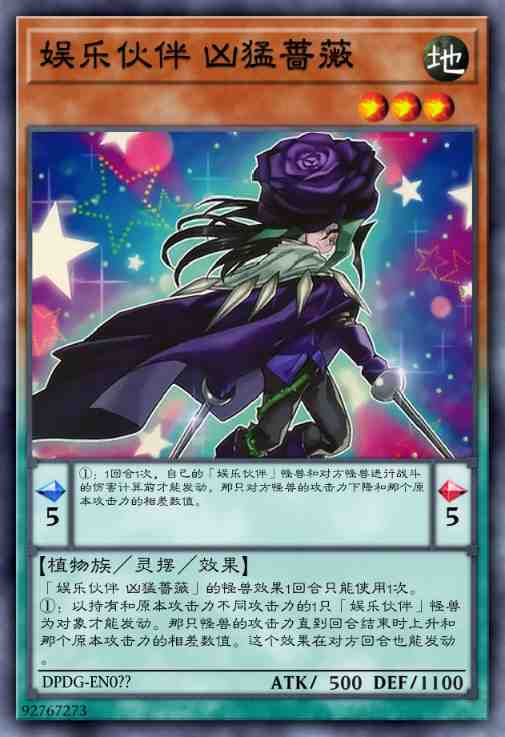 娱乐伙伴 凶猛蔷薇
地
①：1回合1次，自己的「娱乐伙伴」怪兽和对方怪兽进行战斗
的伤害计算前才能发动，那只对方怪兽的攻击力下降和那个原
本攻击力的相差数值。
5
5
【植物族／灵摆／效果】
「娱乐伙伴 凶猛蔷薇」的怪兽效果1回合只能使用1次。
①：以持有和原本攻击力不同攻击力的1只「娱乐伙伴」怪兽
为对象才能发动。那只怪兽的攻击力直到回合结束时上升和
那个原本攻击力的相差数值。这个效果在对方回合也能发动
。
DPDG-EN0??
ATK/ 500 DEF/1100
92767273